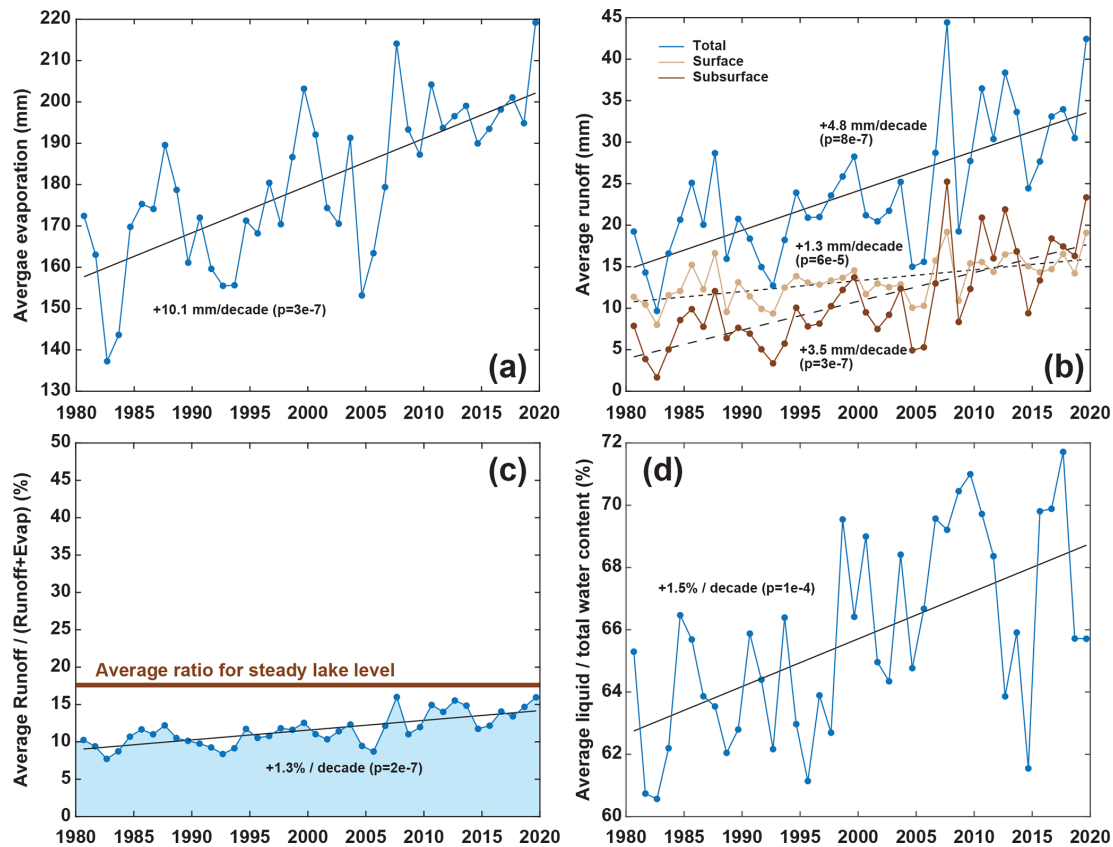 220
210
200
190
180
170
160
150
140
130
Avergae evaporation (mm)
+10.1 mm/decade (p=3e-7)
(a)
1980 1985 1990 1995 2000 2005 2010 2015 2020
45
40
35
30
25
20
15
10
5
0
Average runoff (mm)
Total
Surface
Subsurface
+4.8 mm/decade
(p=8e-7)
+1.3 mm/decade
(p=6e-5)
+3.5 mm/decade
(p=3e-7)
(b)
1980 1985 1990 1995 2000 2005 2010 2015 2020
50
45
40
35
30
25
20
15
10
5
0
Average Runoff / (Runoff+Evap) (%)
(c)
Average ratio for steady lake level
+1.3% / decade (p=2e-7)
1980 1985 1990 1995 2000 2005 2010 2015 2020
72
70
68
66
64
62
60
Average liquid / total water content (%)
(d)
+1.5% / decade (p=1e-4)
1980 1985 1990 1995 2000 2005 2010 2015 2020